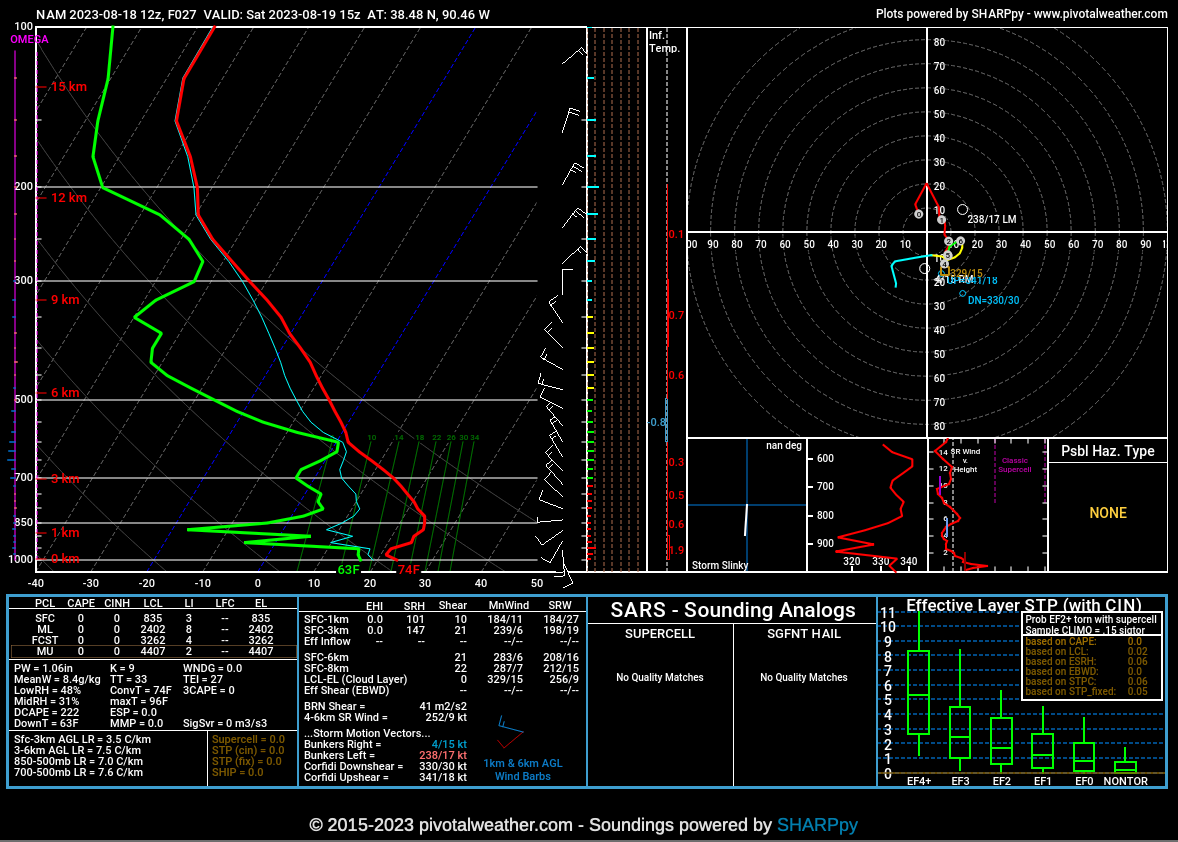 NAM 2023-08-18 12z, F027 VALID: Sat 2023-08-19 15z AT: 38.48 N, 90.46 W
Plots powered by SHARPpy - www.pivotalweather.com
OMEGA
100
200
300
500
700
850
1000
15 km
12 km
9 km
6 km
3 km
1 km
0 km
10 14 18 22 26 30 34
63F 74F
-40 -30 -20 -10 0 10 20 30 40 50
Inf.
Temp.
0.1
0.7
0.6
-0.8
0.3
0.5
0.6
1.9
80
70
60
50
40
30
20
10
90 80 70 60 50 40 30 20 10
20 30 40 50 60 70 80 90
238/17 LM
329/15
DN=330/30
30
40
50
60
70
80
nan deg
Storm Slinky
600
700
800
900
320 330 340
SR Wind
v.
Height
14
12
Classic
Supercell
Psbl Haz. Type
NONE
PCL CAPE CINH LCL LI LFC EL
SFC 0 0 835 3 -- 835
ML 0 0 2402 8 -- 2402
FCST 0 0 3262 4 -- 3262
MU 0 0 4407 2 -- 4407
PW = 1.06in K = 9 WNDG = 0.0
MeanW = 8.4g/kg TT = 33 TEI = 27
LowRH = 48% ConvT = 74F 3CAPE = 0
MidRH = 31% maxT = 96F
DCAPE = 222 ESP = 0.0
DownT = 63F MMP = 0.0 SigSvr = 0 m3/s3
Sfc-3km AGL LR = 3.5 C/km
3-6km AGL LR = 7.5 C/km
850-500mb LR = 7.0 C/km
700-500mb LR = 7.6 C/km
Supercell = 0.0
STP (cin) = 0.0
STP (fix) = 0.0
SHIP = 0.0
EHI SRH Shear MnWind SRW
SFC-1km 0.0 101 10 184/11 184/27
SFC-3km 0.0 147 21 239/6 198/19
Eff Inflow -- -- -- --/-- --/--
SFC-6km 21 283/6 208/16
SFC-8km 22 287/7 212/15
LCL-EL (Cloud Layer) 0 329/15 256/9
Eff Shear (EBWD) -- --/-- --/--
BRN Shear = 41 m2/s2
4-6km SR Wind = 252/9 kt
...Storm Motion Vectors...
Bunkers Right = 4/15 kt
Bunkers Left = 238/17 kt
Corfidi Downshear = 330/30 kt
Corfidi Upshear = 341/18 kt
1km & 6km AGL
Wind Barbs
SARS - Sounding Analogs
SUPERCELL SGFNT HAIL
No Quality Matches No Quality Matches
Effective Layer STP (with CIN)
11
10
9
8
7
6
5
4
3
2
1
0
EF4+ EF3 EF2 EF1 EF0 NONTOR
Prob EF2+ torn with supercell
Sample CLIMO = .15 sigtor
based on CAPE: 0.0
based on LCL: 0.02
based on ESRH: 0.06
based on EBWD: 0.0
based on STPC: 0.06
based on STP_fixed: 0.05
© 2015-2023 pivotalweather.com - Soundings powered by SHARPpy